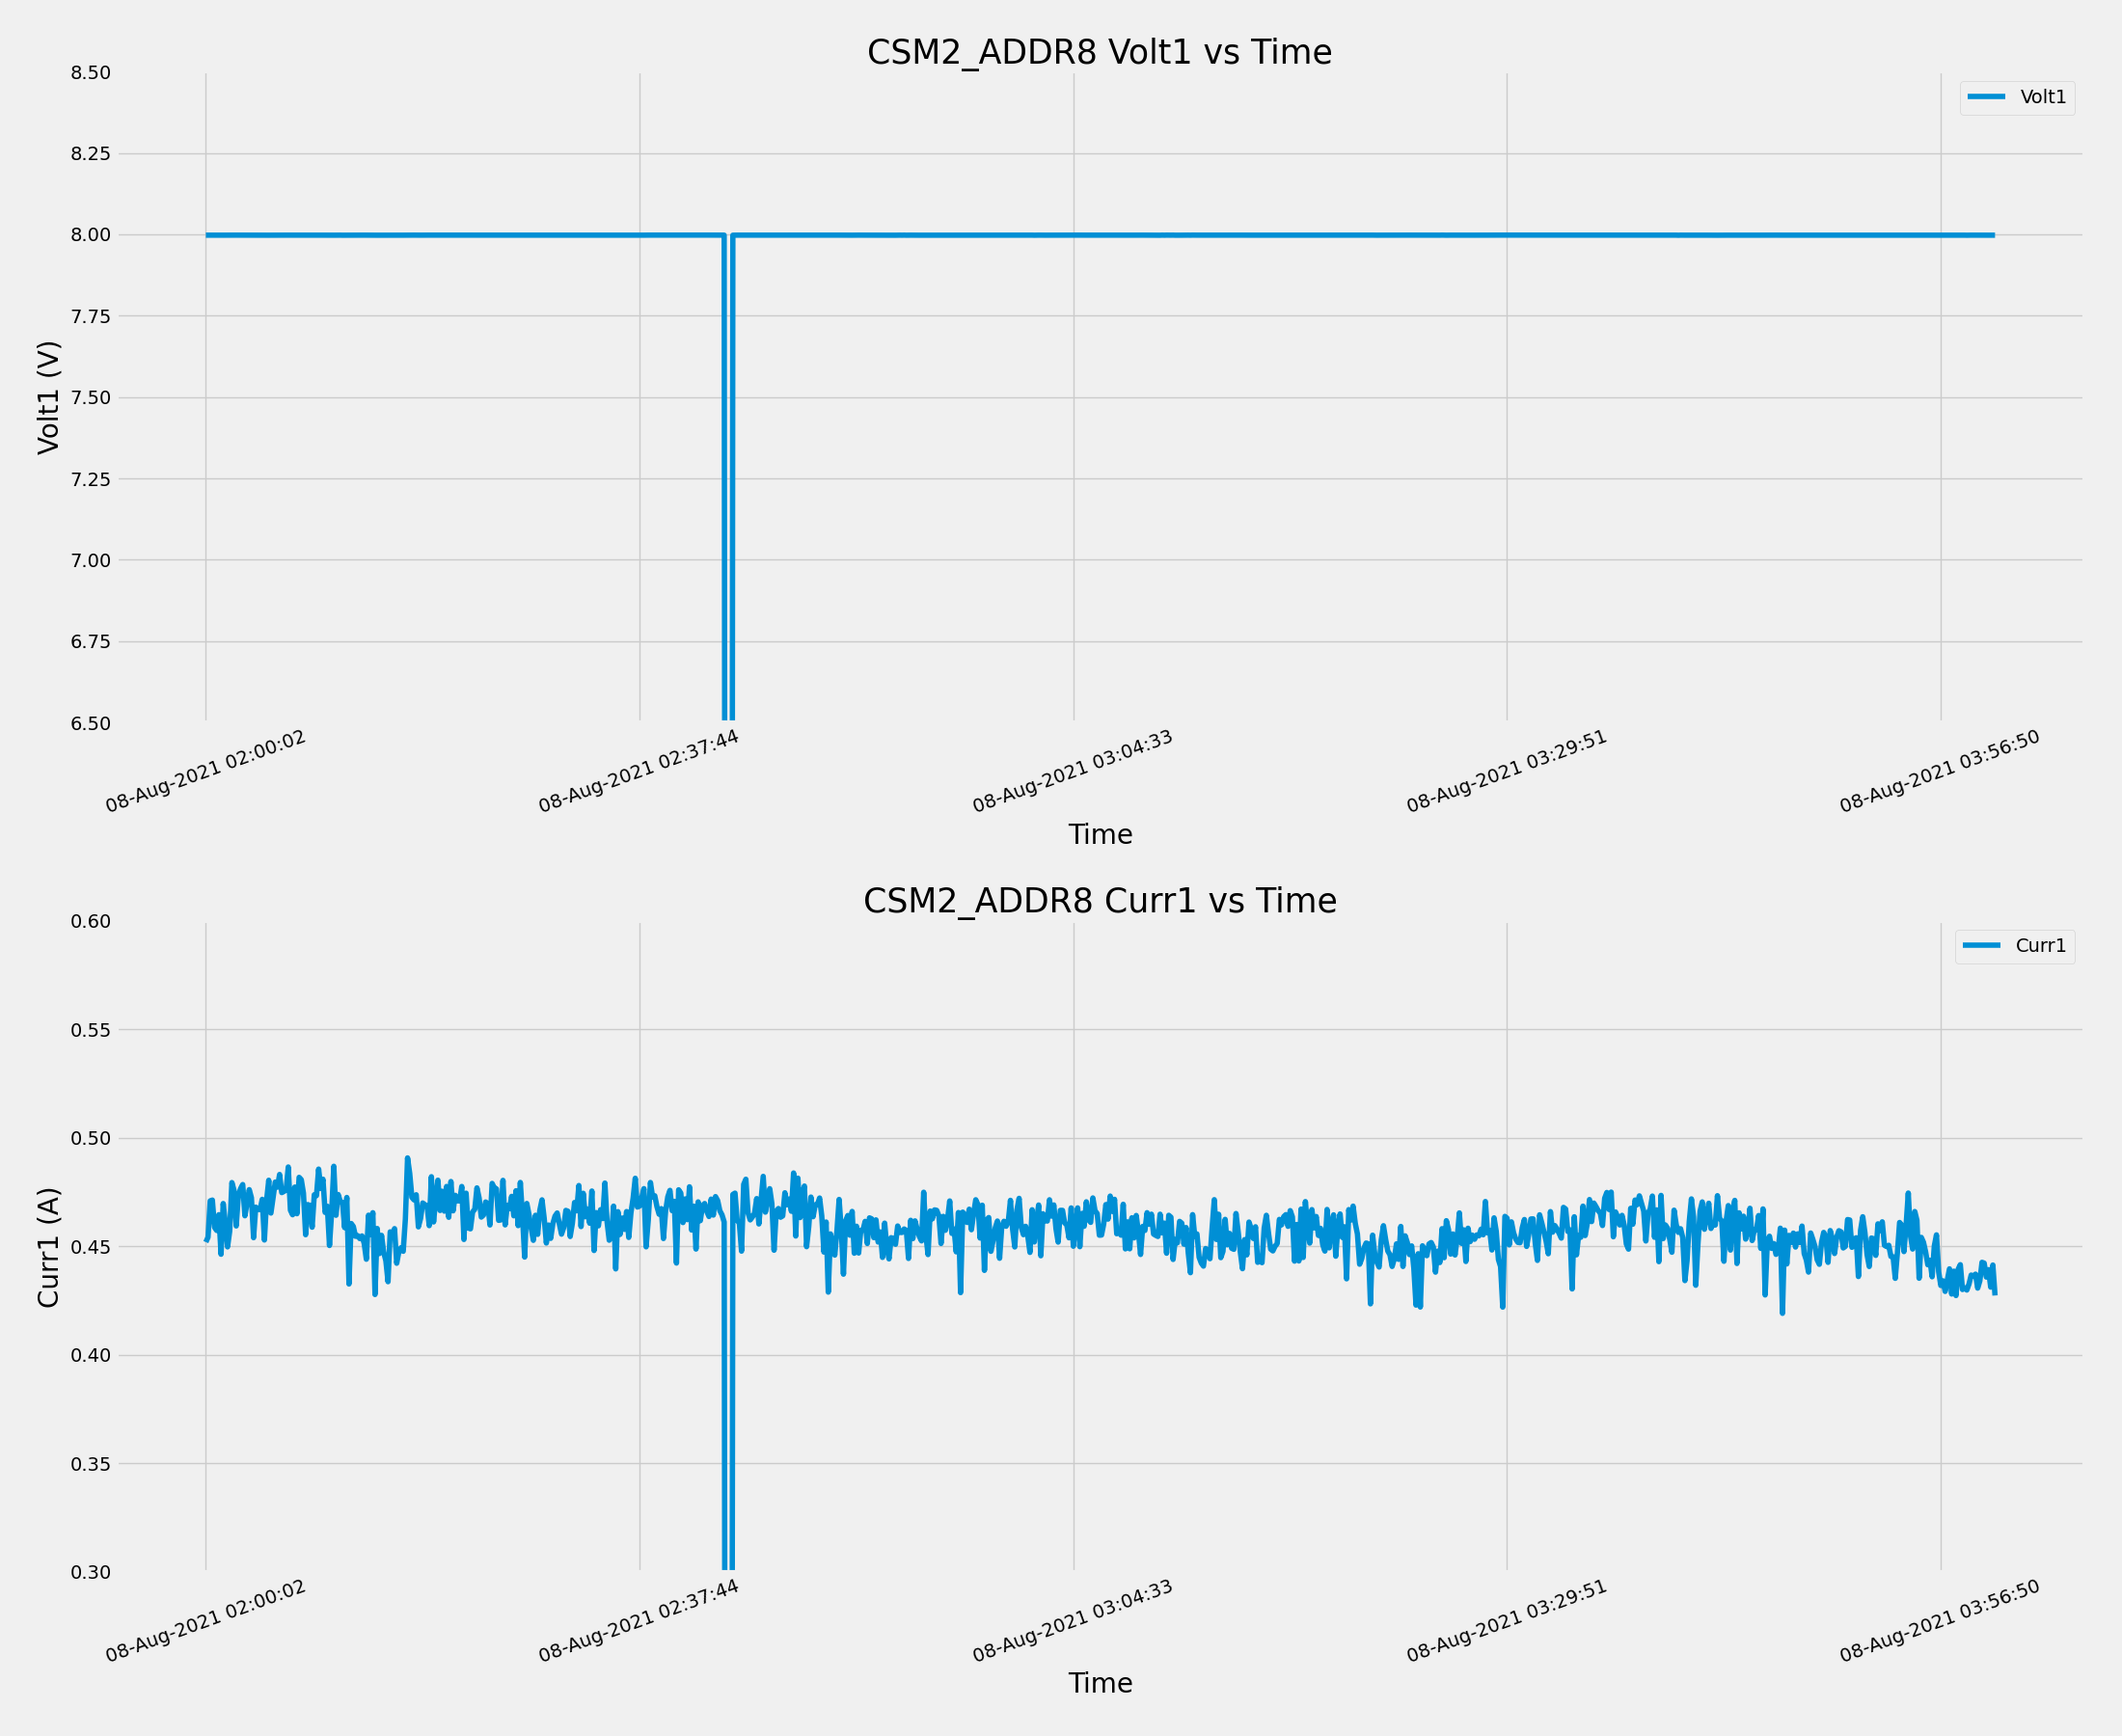 CSM2_ADDR8 Volt1 vs Time
8.50
Volt1
8.25
8.00
7.75
7.50
Volt1 (V)
7.25
7.00
6.75
6.50
08-Aug-2021 02:00:02
08-Aug-2021 02:37:44
08-Aug-2021 03:04:33
08-Aug-2021 03:29:51
08-Aug-2021 03:56:50
Time
CSM2_ADDR8 Curr1 vs Time
0.60
Curr1
0.55
0.50
0.45
Curr1 (A)
0.40
0.35
0.30
08-Aug-2021 02:00:02
08-Aug-2021 02:37:44
08-Aug-2021 03:04:33
08-Aug-2021 03:29:51
08-Aug-2021 03:56:50
Time